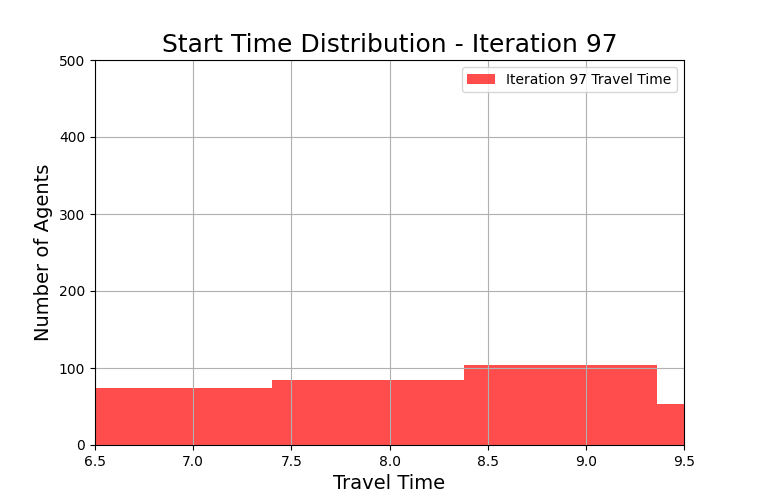 Start Time Distribution - Iteration 97
Iteration 97 Travel Time
Number of Agents
500
400
300
200
100
0
6.5 7.0 7.5 8.0 8.5 9.0 9.5
Travel Time